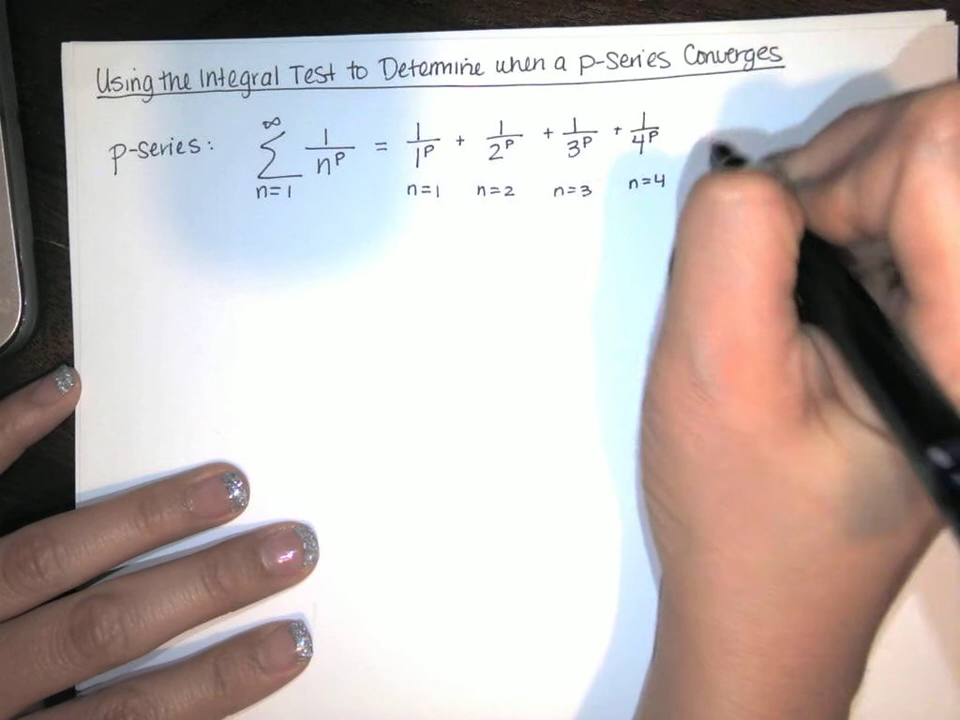 Using the Integral Test to Determine when a p-series Converges
p-series: ∞ ∑ n=1 1/n^p = 1/1^p + 1/2^p + 1/3^p + 1/4^p
n=1 n=2 n=3 n=4